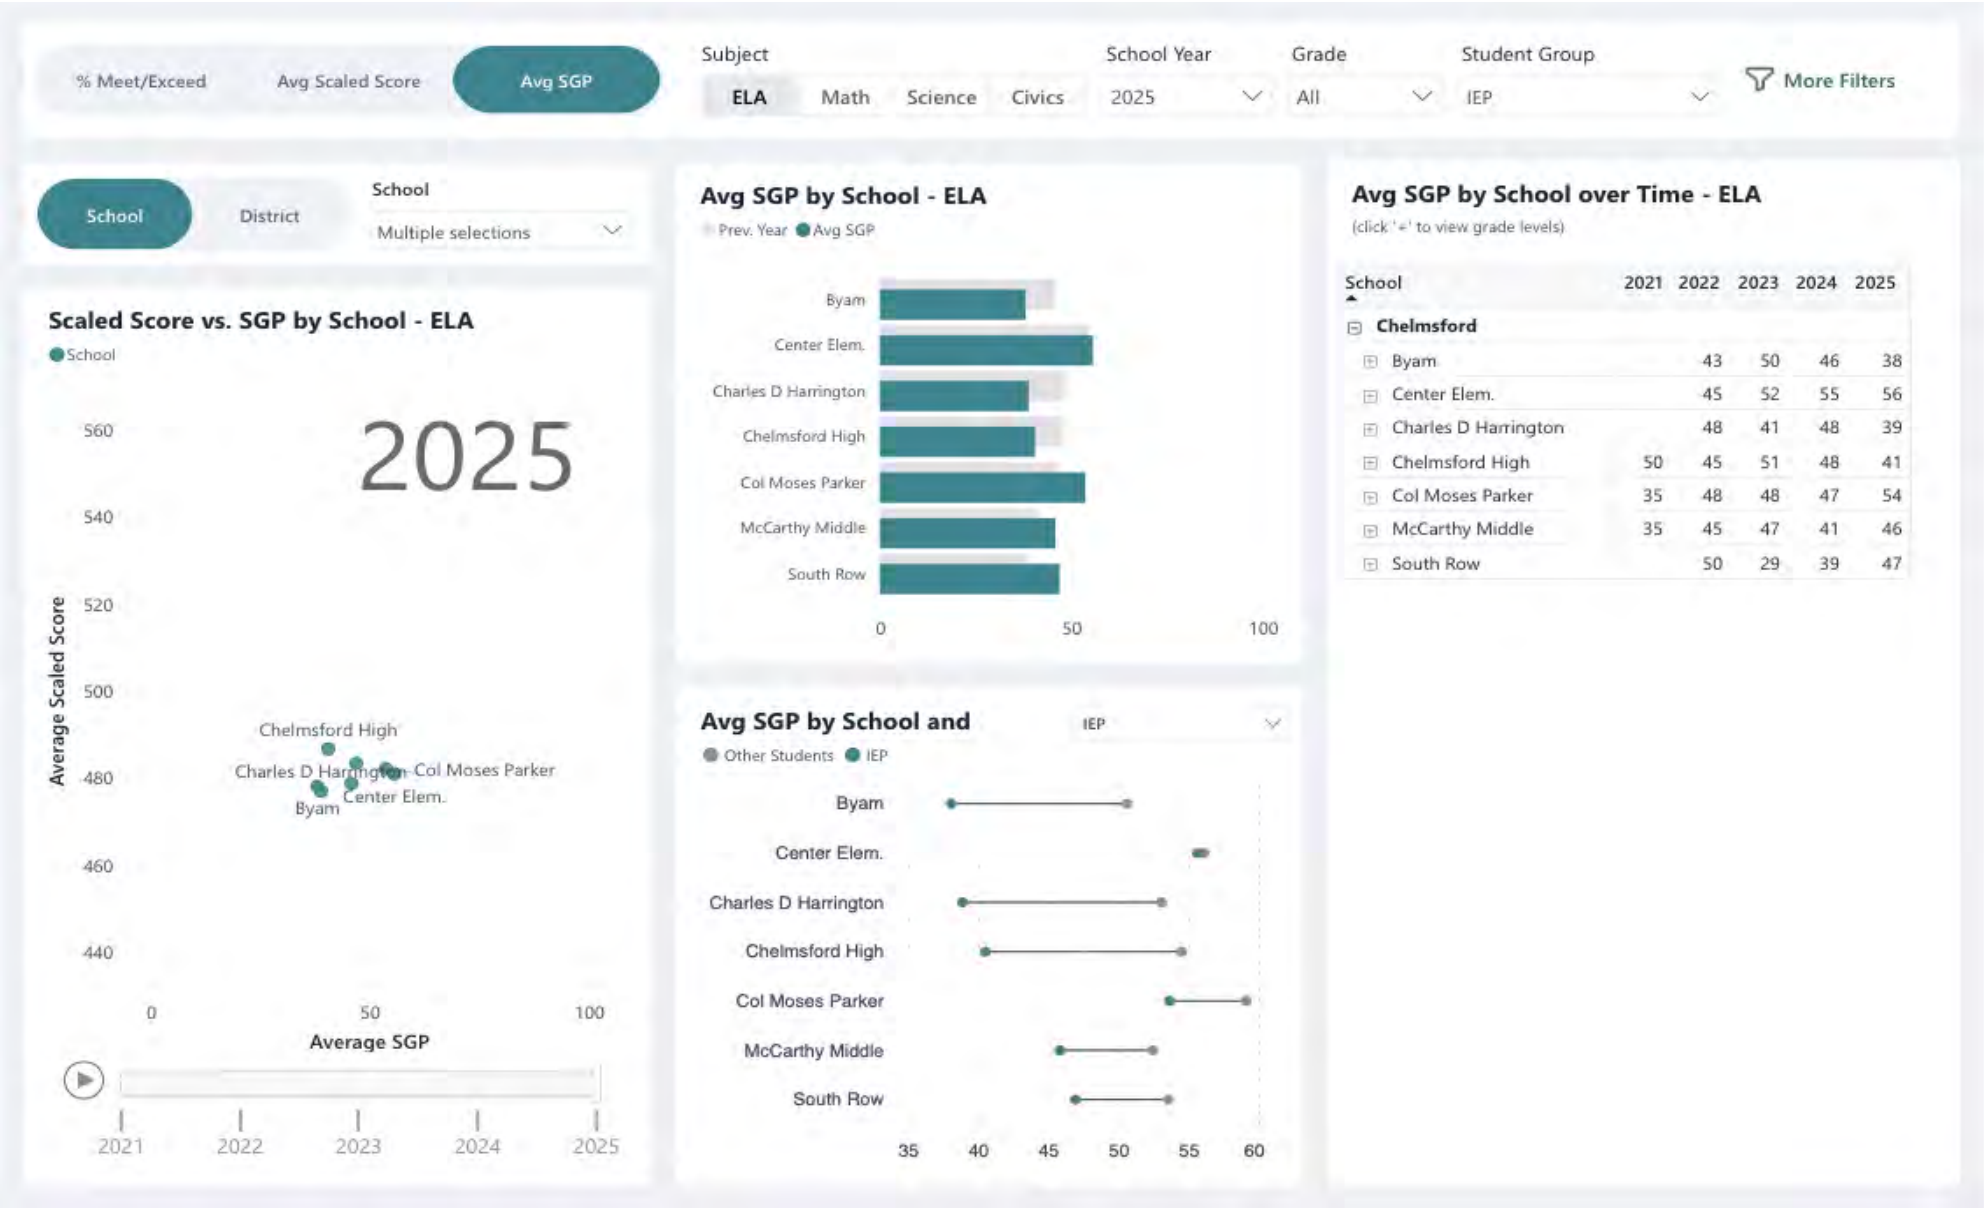 % Meet/Exceed Avg Scaled Score Avg SGP
Subject
ELA Math Science Civics
School Year
2025
Grade
All
Student Group
IEP
More Filters
School District
School
Multiple selections
Scaled Score vs. SGP by School - ELA
School
2025
560
540
520
500
480
460
440
Average Scaled Score
Chelmsford High
Charles D Harrington
Col Moses Parker
Byam
Center Elem.
0 50 100
Average SGP
2021 2022 2023 2024 2025
Avg SGP by School - ELA
Prev. Year Avg SGP
Byam
Center Elem.
Charles D Harrington
Chelmsford High
Col Moses Parker
McCarthy Middle
South Row
0 50 100
Avg SGP by School and IEP
Other Students IEP
Byam
Center Elem.
Charles D Harrington
Chelmsford High
Col Moses Parker
McCarthy Middle
South Row
35 40 45 50 55 60
Avg SGP by School over Time - ELA
(click '+' to view grade levels)
School 2021 2022 2023 2024 2025
Chelmsford
Byam 43 50 46 38
Center Elem. 45 52 55 56
Charles D Harrington 48 41 48 39
Chelmsford High 50 45 51 48 41
Col Moses Parker 35 48 48 47 54
McCarthy Middle 35 45 47 41 46
South Row 50 29 39 47